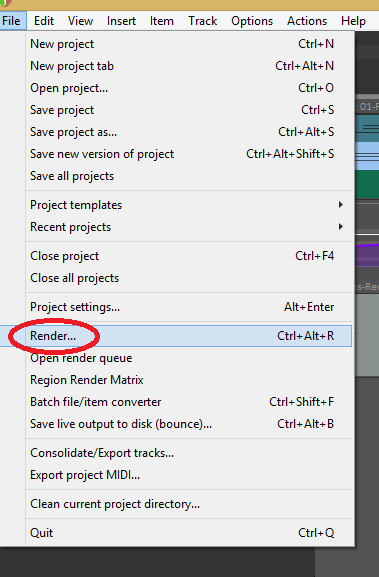 File Edit View Insert Item Track Options Actions Help
New project Ctrl+N
New project tab Ctrl+Alt+N
Open project... Ctrl+O
Save project Ctrl+S
Save project as... Ctrl+Alt+S
Save new version of project Ctrl+Alt+Shift+S
Save all projects
Project templates
Recent projects
Close project Ctrl+F4
Close all projects
Project settings... Alt+Enter
Render... Ctrl+Alt+R
Open render queue
Region Render Matrix
Batch file/item converter Ctrl+Shift+F
Save live output to disk (bounce)... Ctrl+Alt+B
Consolidate/Export tracks...
Export project MIDI...
Clean current project directory...
Quit Ctrl+Q